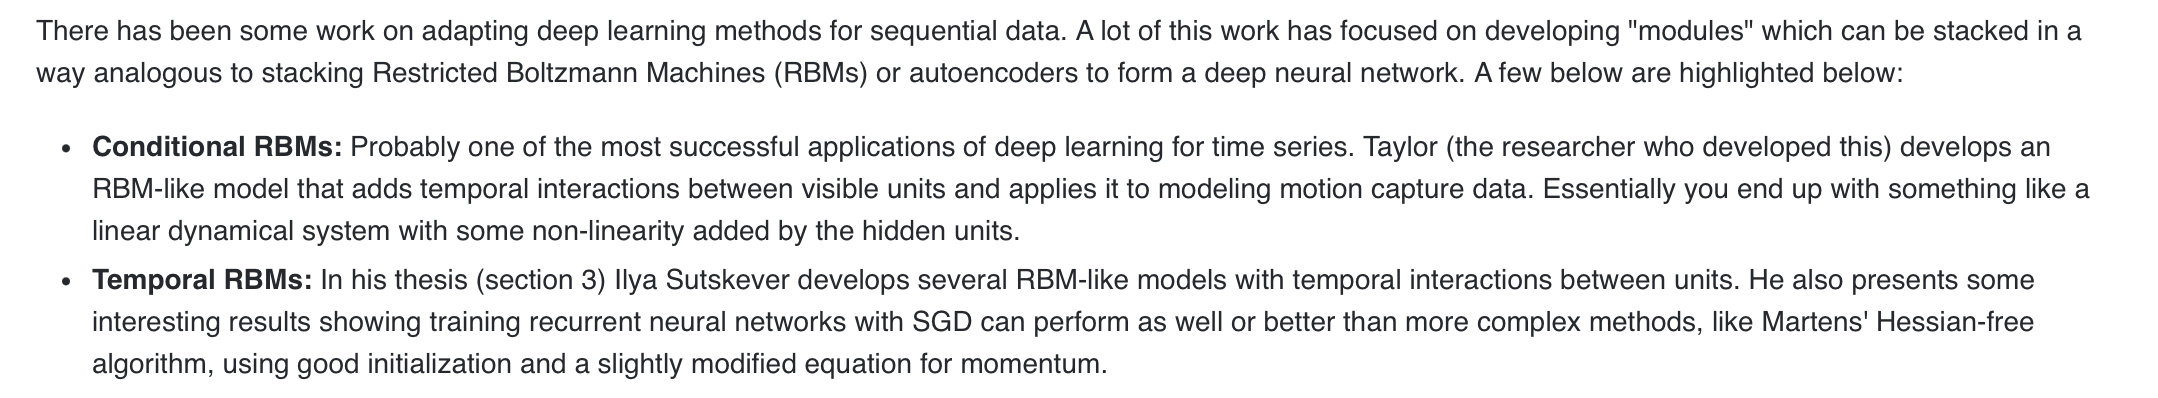 There has been some work on adapting deep learning methods for sequential data. A lot of this work has focused on developing "modules" which can be stacked in a
way analogous to stacking Restricted Boltzmann Machines (RBMs) or autoencoders to form a deep neural network. A few below are highlighted below:
• Conditional RBMs: Probably one of the most successful applications of deep learning for time series. Taylor (the researcher who developed this) develops an
RBM-like model that adds temporal interactions between visible units and applies it to modeling motion capture data. Essentially you end up with something like a
linear dynamical system with some non-linearity added by the hidden units.
• Temporal RBMs: In his thesis (section 3) Ilya Sutskever develops several RBM-like models with temporal interactions between units. He also presents some
interesting results showing training recurrent neural networks with SGD can perform as well or better than more complex methods, like Martens' Hessian-free
algorithm, using good initialization and a slightly modified equation for momentum.